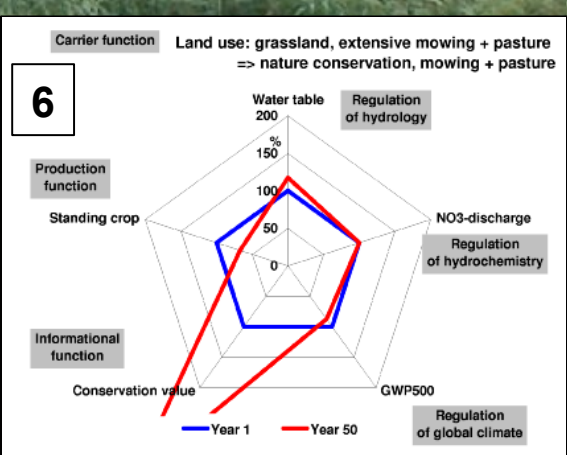 Carrier function
Land use: grassland, extensive mowing + pasture
=> nature conservation, mowing + pasture
6
Water table
Regulation
of hydrology
200
%
150
100
50
0
Production
function
Standing crop
NO3-discharge
Regulation
of hydrochemistry
Informational
function
Conservation value
GWP500
Regulation
of global climate
Year 1
Year 50